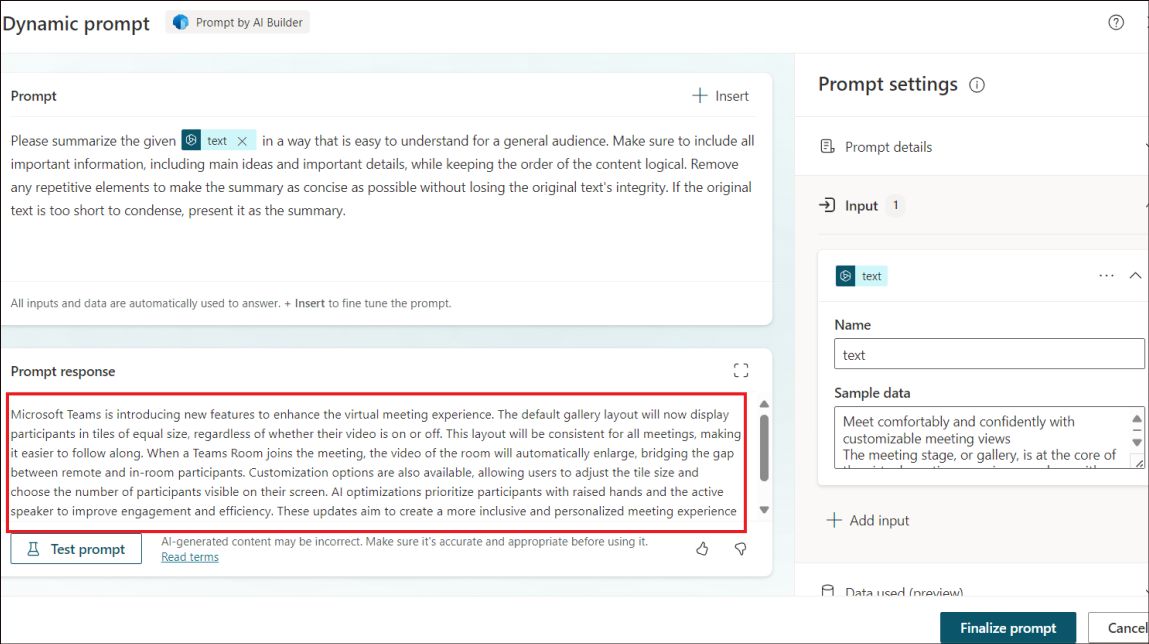 Dynamic prompt
Prompt by AI Builder
Prompt
Insert
Please summarize the given text in a way that is easy to understand for a general audience. Make sure to include all
important information, including main ideas and important details, while keeping the order of the content logical. Remove
any repetitive elements to make the summary as concise as possible without losing the original text's integrity. If the original
text is too short to condense, present it as the summary.
All inputs and data are automatically used to answer. + Insert to fine tune the prompt.
Prompt response
Microsoft Teams is introducing new features to enhance the virtual meeting experience. The default gallery layout will now display
participants in tiles of equal size, regardless of whether their video is on or off. This layout will be consistent for all meetings, making
it easier to follow along. When a Teams Room joins the meeting, the video of the room will automatically enlarge, bridging the gap
between remote and in-room participants. Customization options are also available, allowing users to adjust the tile size and
choose the number of participants visible on their screen. AI optimizations prioritize participants with raised hands and the active
speaker to improve engagement and efficiency. These updates aim to create a more inclusive and personalized meeting experience
Test prompt
AI-generated content may be incorrect. Make sure it's accurate and appropriate before using it.
Read terms
Prompt settings
Prompt details
Input 1
text
Name
text
Sample data
Meet comfortably and confidently with
customizable meeting views
The meeting stage, or gallery, is at the core of
Add input
Data used (preview)
Finalize prompt
Cancel